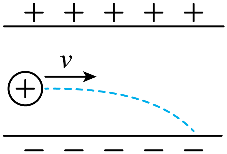 + + + + +
v
+
− − − − −